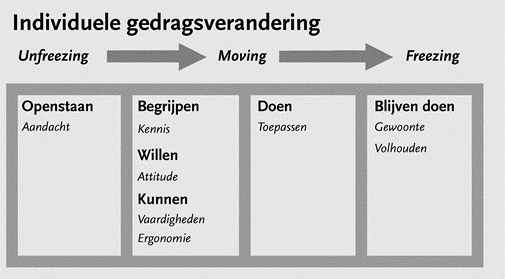 Individuele gedragsverandering
Unfreezing Moving Freezing
Openstaan
Aandacht
Begrijpen
Kennis
Willen
Attitude
Kunnen
Vaardigheden
Ergonomie
Doen
Toepassen
Blijven doen
Gewoonte
Volhouden